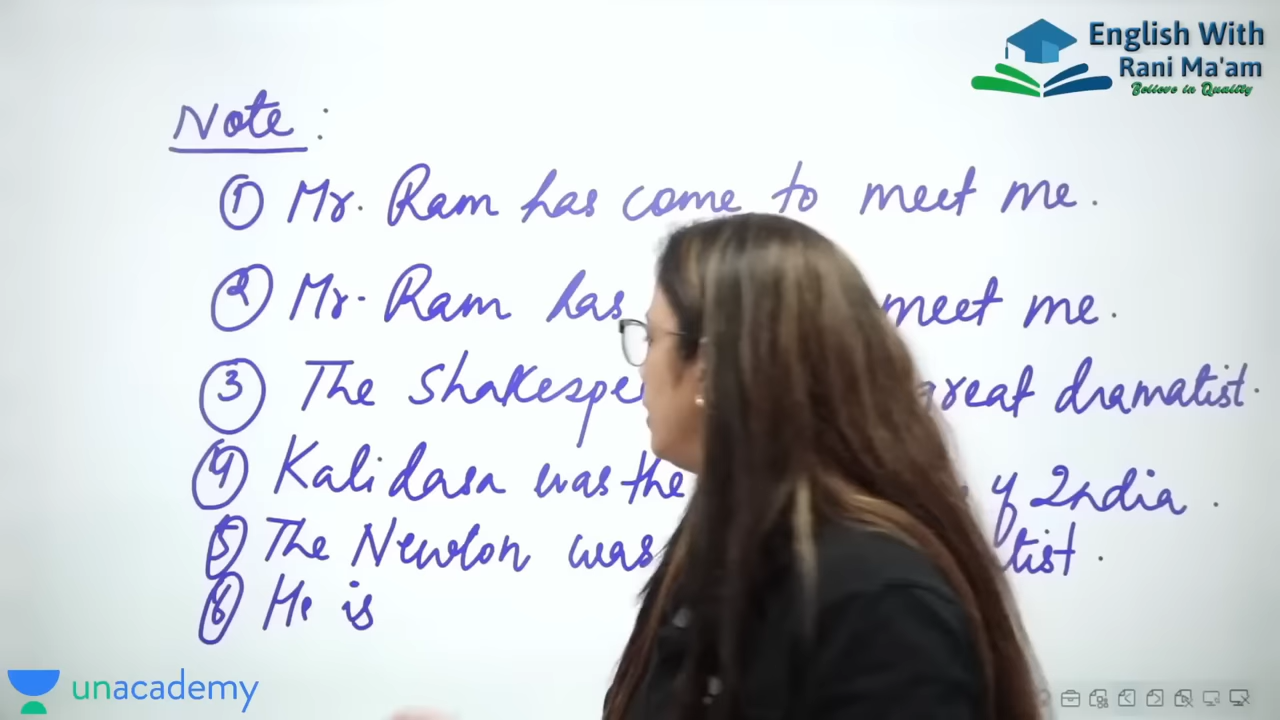 English With
Rani Ma'am
Believe in Quality
Note :
① Mr. Ram has come to meet me.
② Mr. Ram has meet me.
③ The great dramatist.
④ Kalidasa was the of India.
⑤ The Newton was
⑥ He is
unacademy